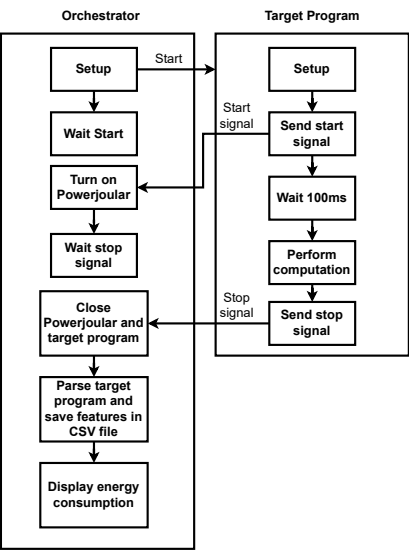 Orchestrator
Target Program
Setup
Start
Setup
Wait Start
Start
signal
Send start
signal
Turn on
Powerjoular
Wait 100ms
Wait stop
signal
Perform
computation
Close
Powerjoular and
target program
Stop
signal
Send stop
signal
Parse target
program and
save features in
CSV file
Display energy
consumption